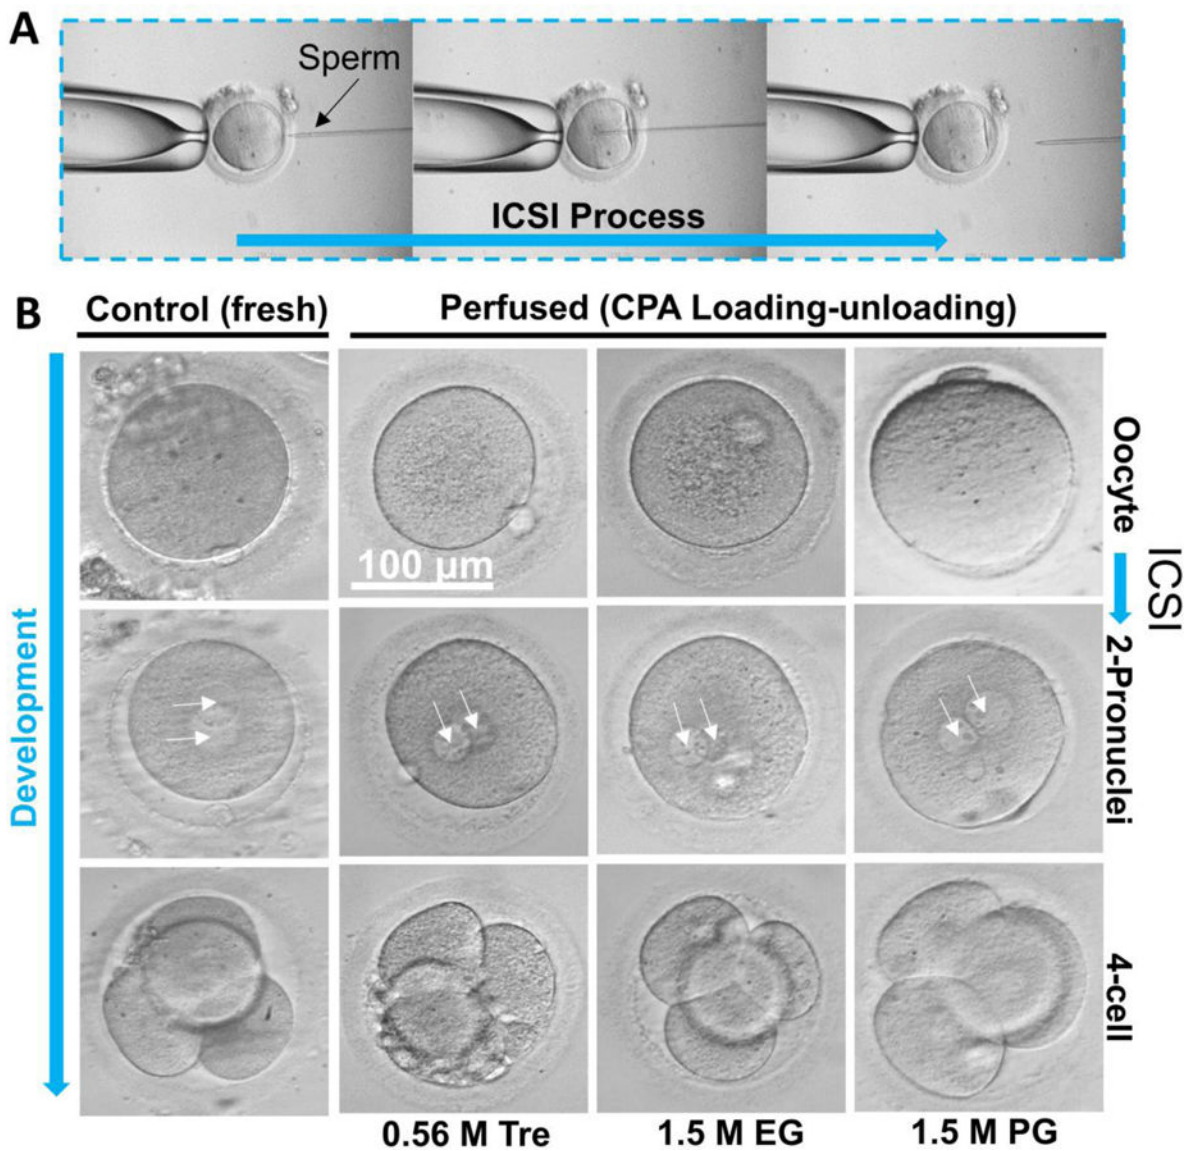 A
Sperm
ICSI Process
B
Control (fresh)
Perfused (CPA Loading-unloading)
Development
100 µm
Oocyte
2-Pronuclei
ICSI
4-cell
0.56 M Tre
1.5 M EG
1.5 M PG